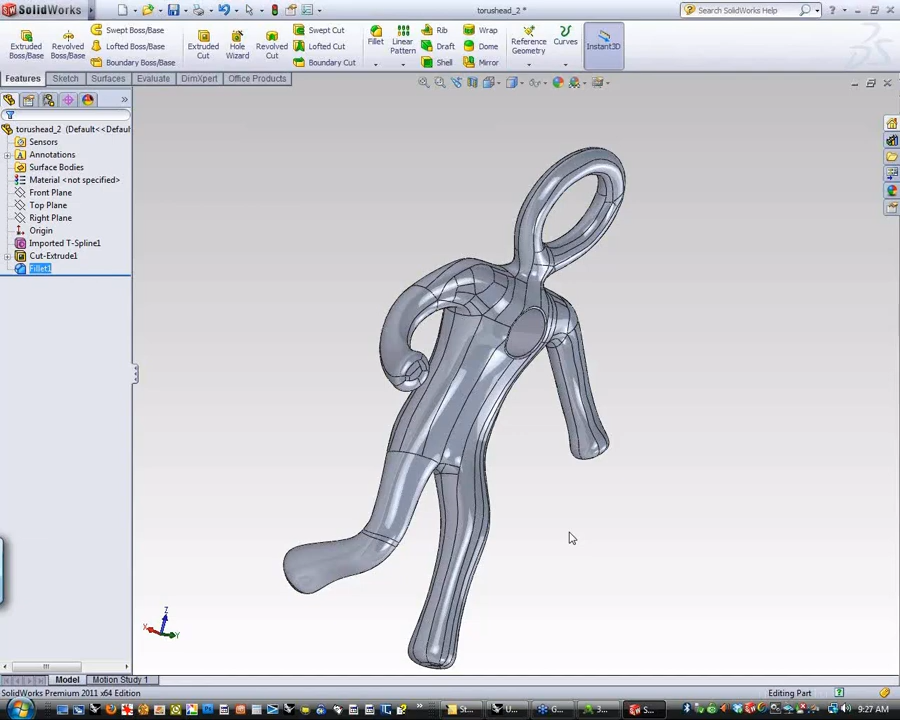 SolidWorks
torushead_2 *
Search SolidWorks Help
Extruded Boss/Base
Revolved Boss/Base
Swept Boss/Base
Lofted Boss/Base
Boundary Boss/Base
Extruded Cut
Hole Wizard
Revolved Cut
Swept Cut
Lofted Cut
Boundary Cut
Fillet
Linear Pattern
Rib
Draft
Shell
Wrap
Dome
Mirror
Reference Geometry
Curves
Instant3D
Features
Sketch
Surfaces
Evaluate
DimXpert
Office Products
torushead_2 (Default<<Defaul
Sensors
Annotations
Surface Bodies
Material <not specified>
Front Plane
Top Plane
Right Plane
Origin
Imported T-Spline1
Cut-Extrude1
Fillet1
Z
X
Y
Model
Motion Study 1
SolidWorks Premium 2011 x64 Edition
Editing Part
St...
U...
G...
3...
S...
9:27 AM